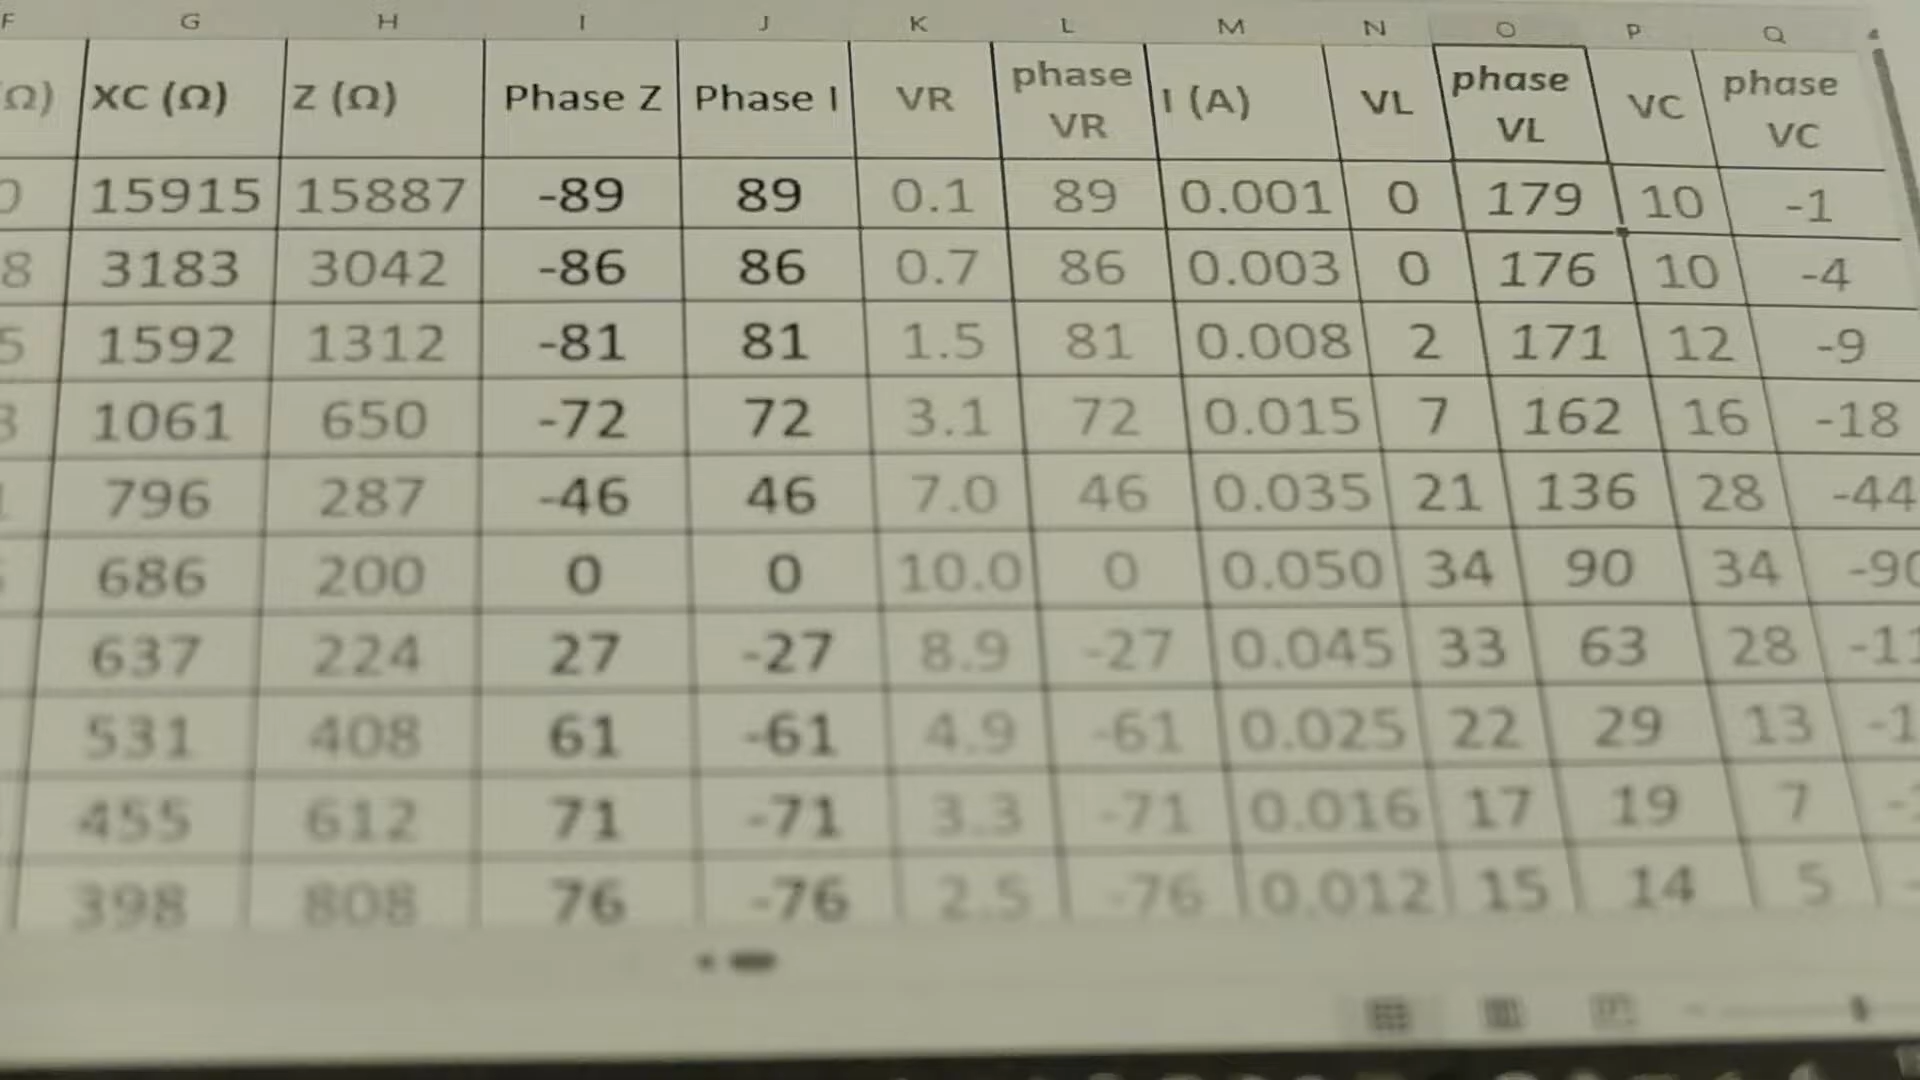 F G H I J K L M N O P Q
Ω) XC (Ω) Z (Ω) Phase Z Phase I VR phase VR I (A) VL phase VL VC phase VC
0 15915 15887 -89 89 0.1 89 0.001 0 179 10 -1
8 3183 3042 -86 86 0.7 86 0.003 0 176 10 -4
5 1592 1312 -81 81 1.5 81 0.008 2 171 12 -9
3 1061 650 -72 72 3.1 72 0.015 7 162 16 -18
1 796 287 -46 46 7.0 46 0.035 21 136 28 -44
686 200 0 0 10.0 0 0.050 34 90 34 -90
637 224 27 -27 8.9 -27 0.045 33 63 28 -11
531 408 61 -61 4.9 -61 0.025 22 29 13 -1
455 612 71 -71 3.3 -71 0.016 17 19 7
398 808 76 -76 2.5 -76 0.012 15 14 5